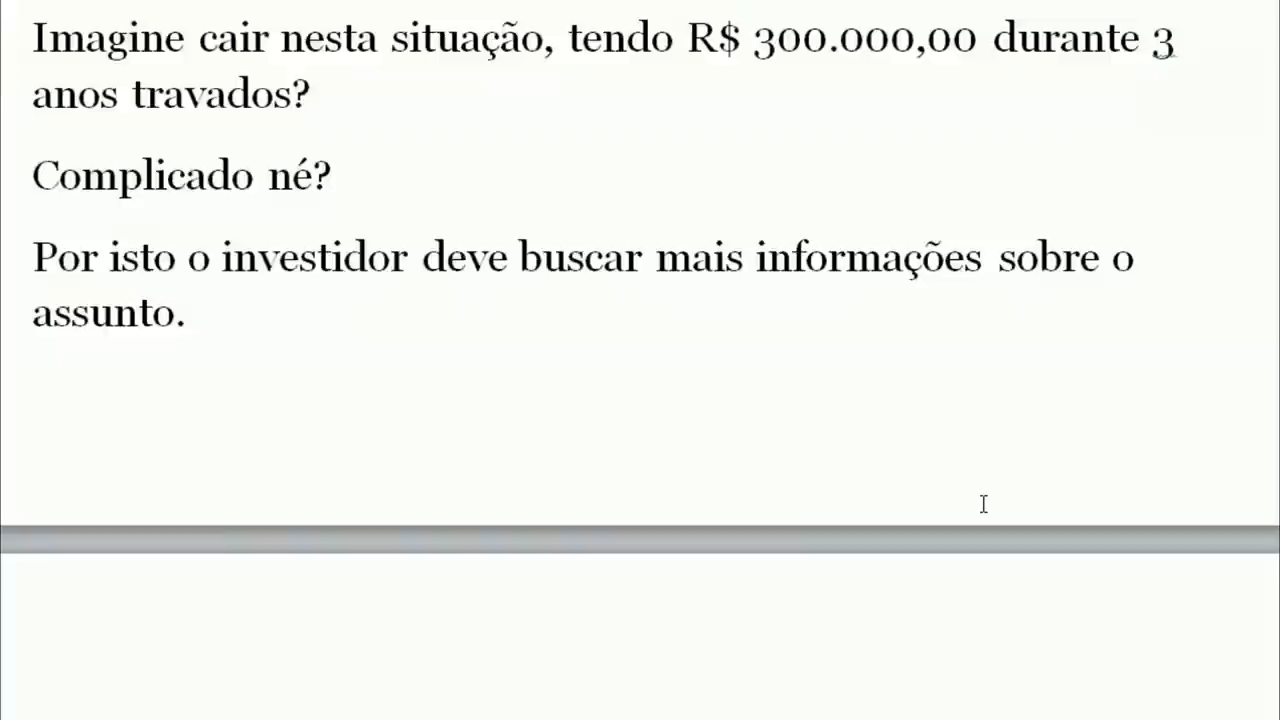 Imagine cair nesta situação, tendo R$ 300.000,00 durante 3
anos travados?
Complicado né?
Por isto o investidor deve buscar mais informações sobre o
assunto.